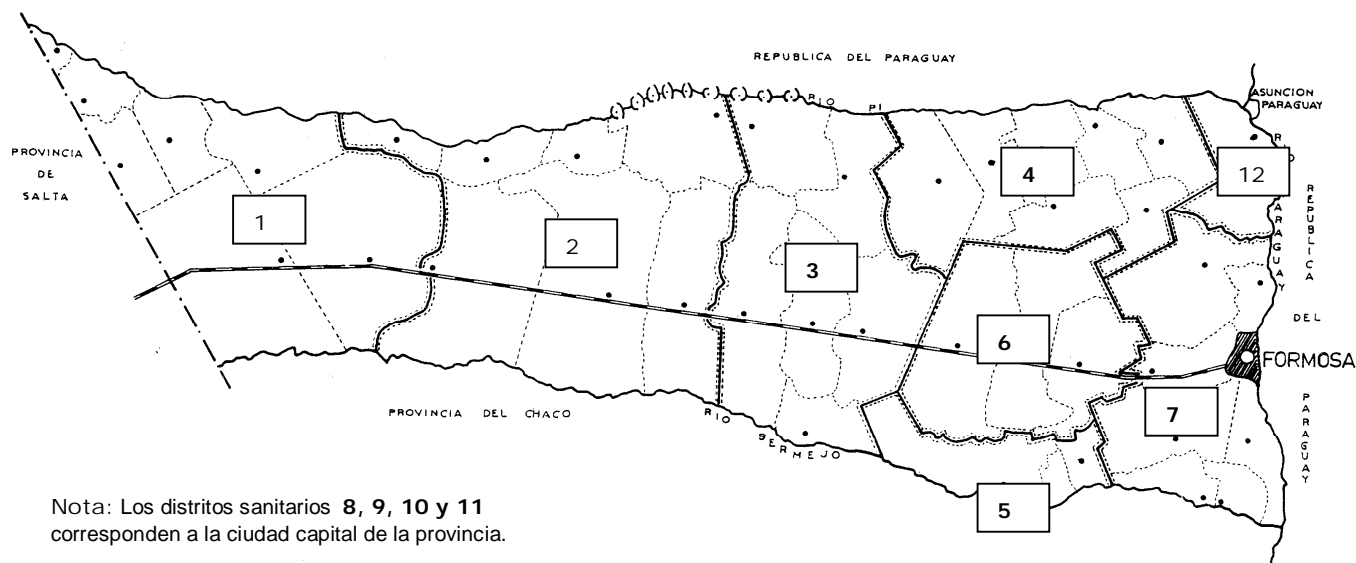 REPUBLICA DEL PARAGUAY
ASUNCION
PARAGUAY
RIO
PI
RIO
PARAGUAY
PROVINCIA
DE
SALTA
4
12
1
2
3
REPUBLICA
DEL
PARAGUAY
6
FORMOSA
7
PROVINCIA DEL CHACO
RIO
BERMEJO
5
Nota: Los distritos sanitarios 8, 9, 10 y 11
corresponden a la ciudad capital de la provincia.